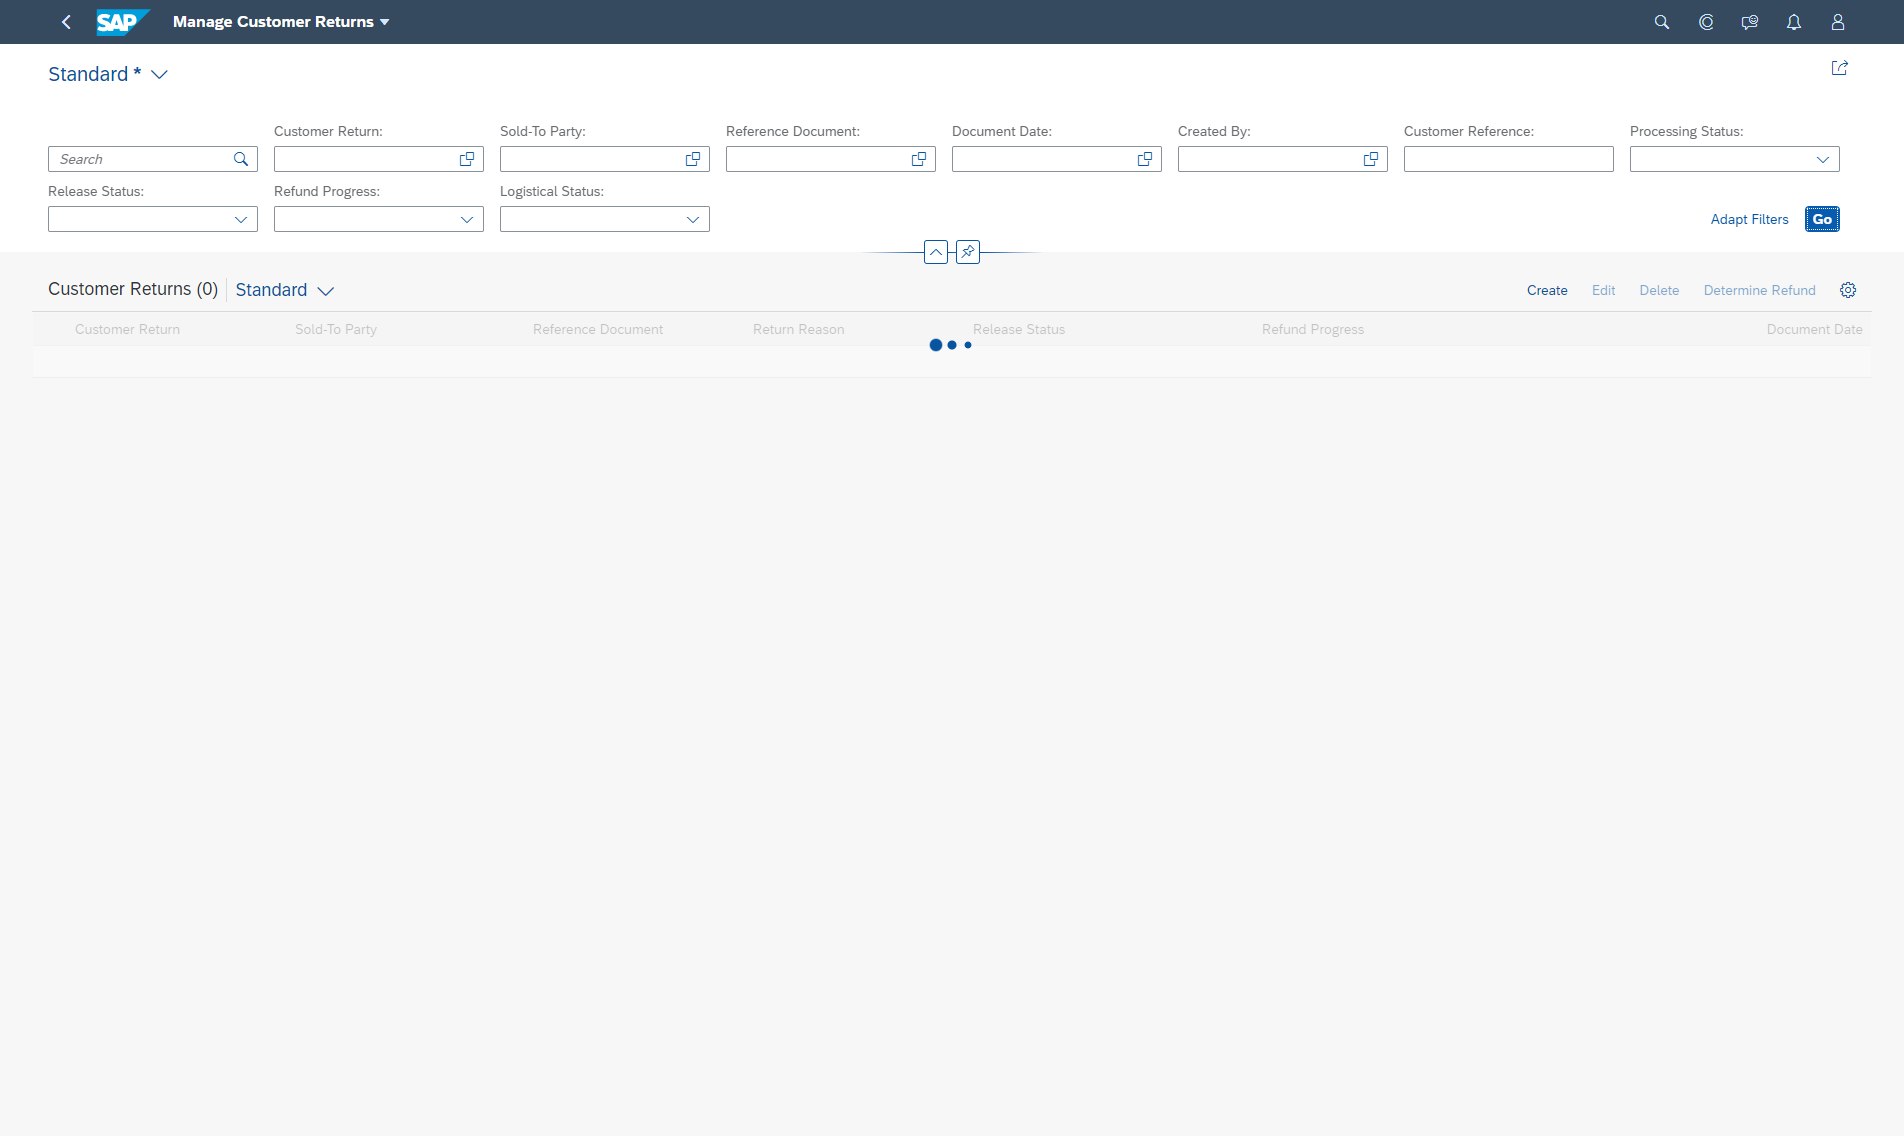 SAP Manage Customer Returns
Standard *
Customer Return: Sold-To Party: Reference Document: Document Date: Created By: Customer Reference: Processing Status:
Search
Release Status: Refund Progress: Logistical Status:
Adapt Filters Go
Customer Returns (0) Standard Create Edit Delete Determine Refund
Customer Return Sold-To Party Reference Document Return Reason Release Status Refund Progress Document Date